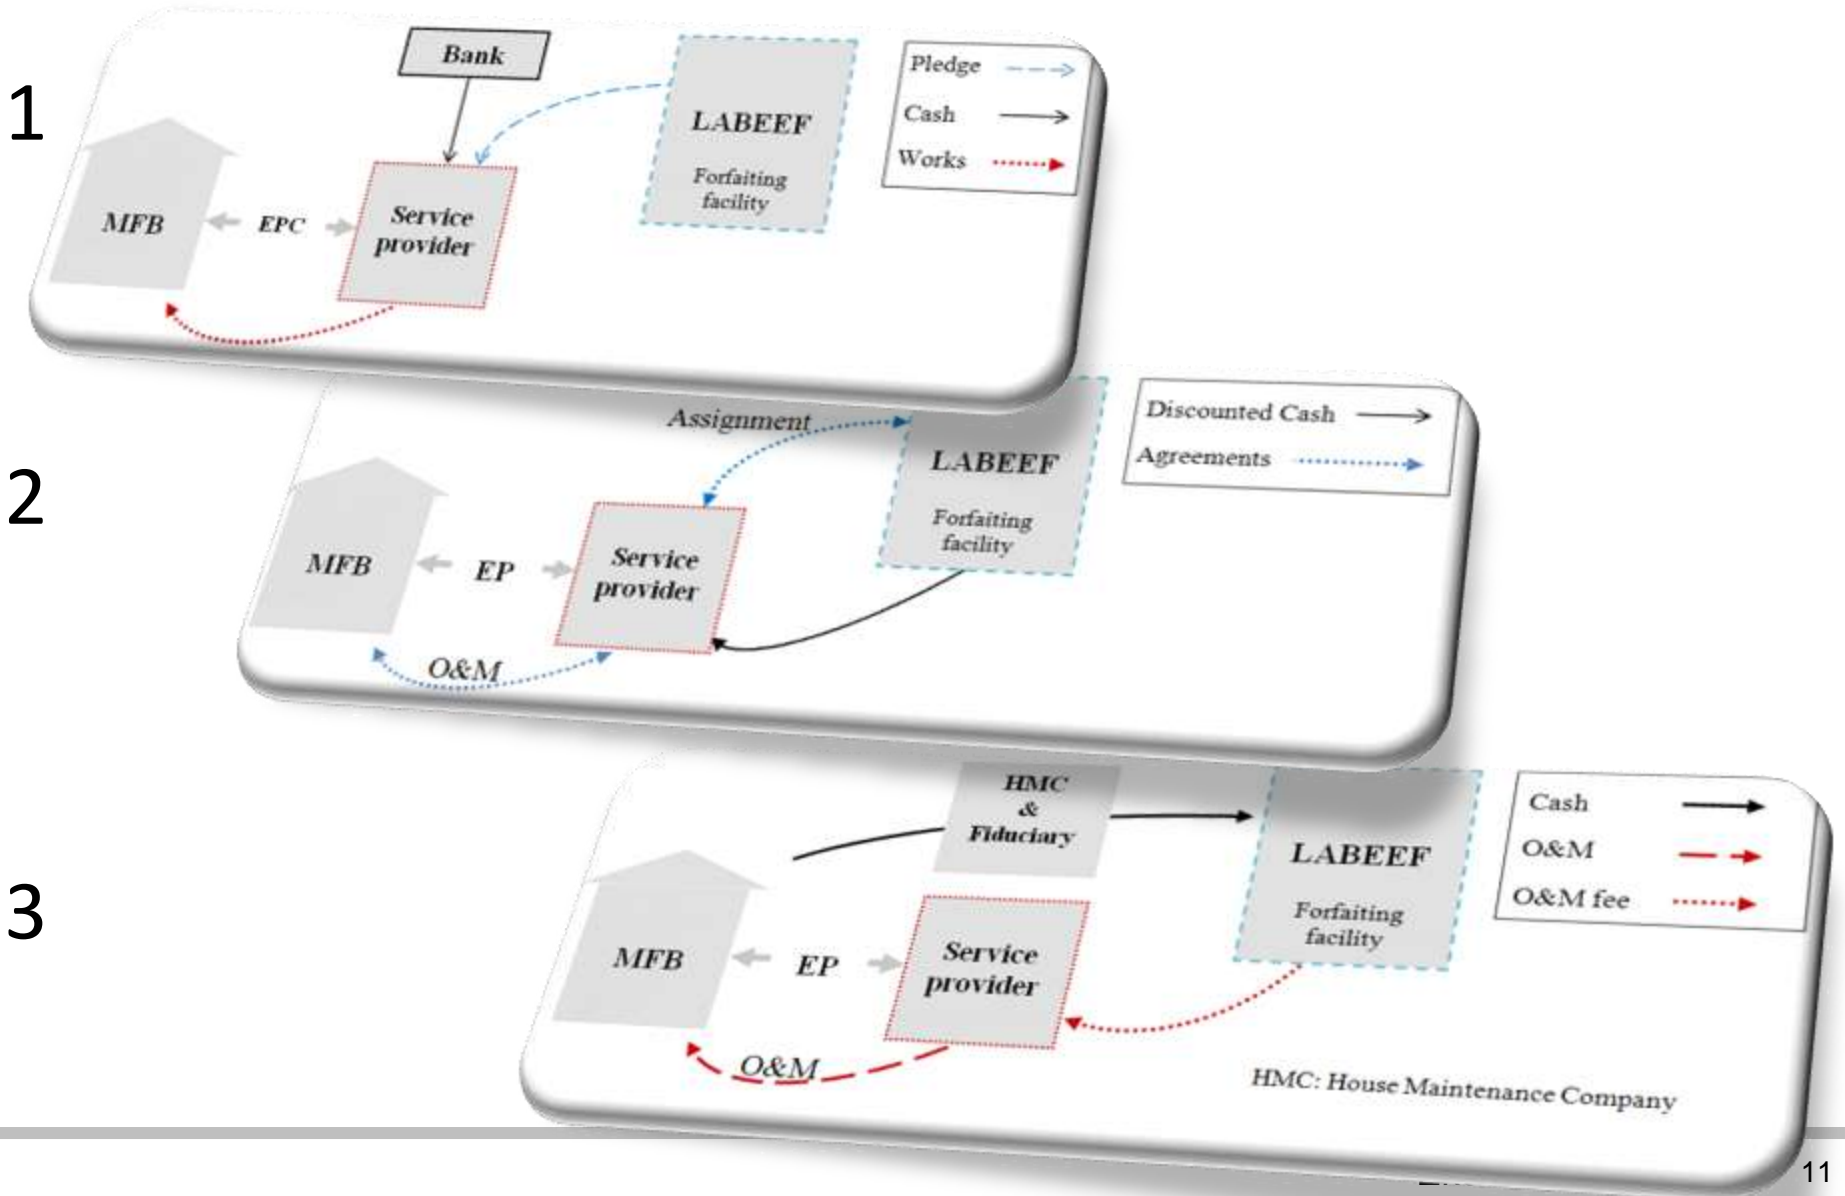 1
Bank
LABEEF
Forfaiting
facility
Pledge
Cash
Works
MFB
EPC
Service
provider
2
Assignment
LABEEF
Forfaiting
facility
Discounted Cash
Agreements
MFB
EP
Service
provider
O&M
3
HMC
&
Fiduciary
LABEEF
Forfaiting
facility
Cash
O&M
O&M fee
MFB
EP
Service
provider
O&M
HMC: House Maintenance Company
11